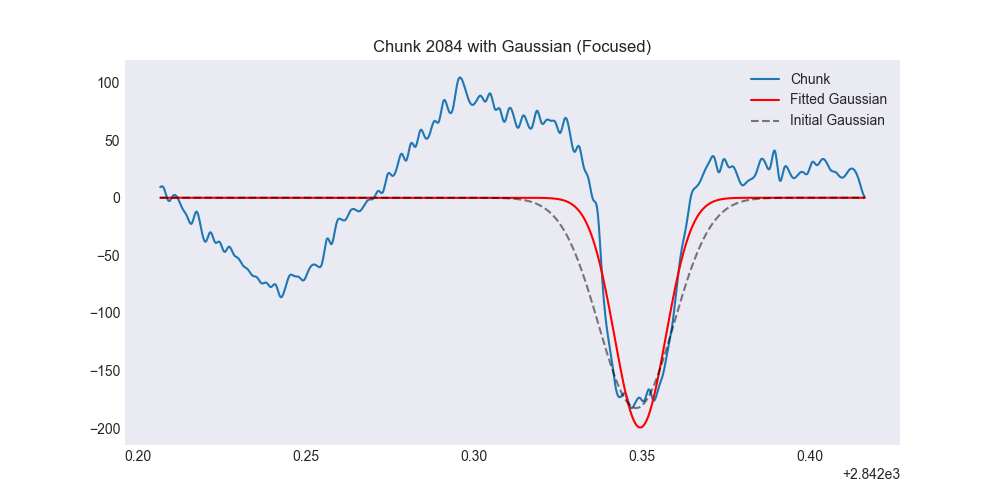 Chunk 2084 with Gaussian (Focused)
Chunk
Fitted Gaussian
Initial Gaussian
100
50
0
−50
−100
−150
−200
0.20 0.25 0.30 0.35 0.40
+2.842e3